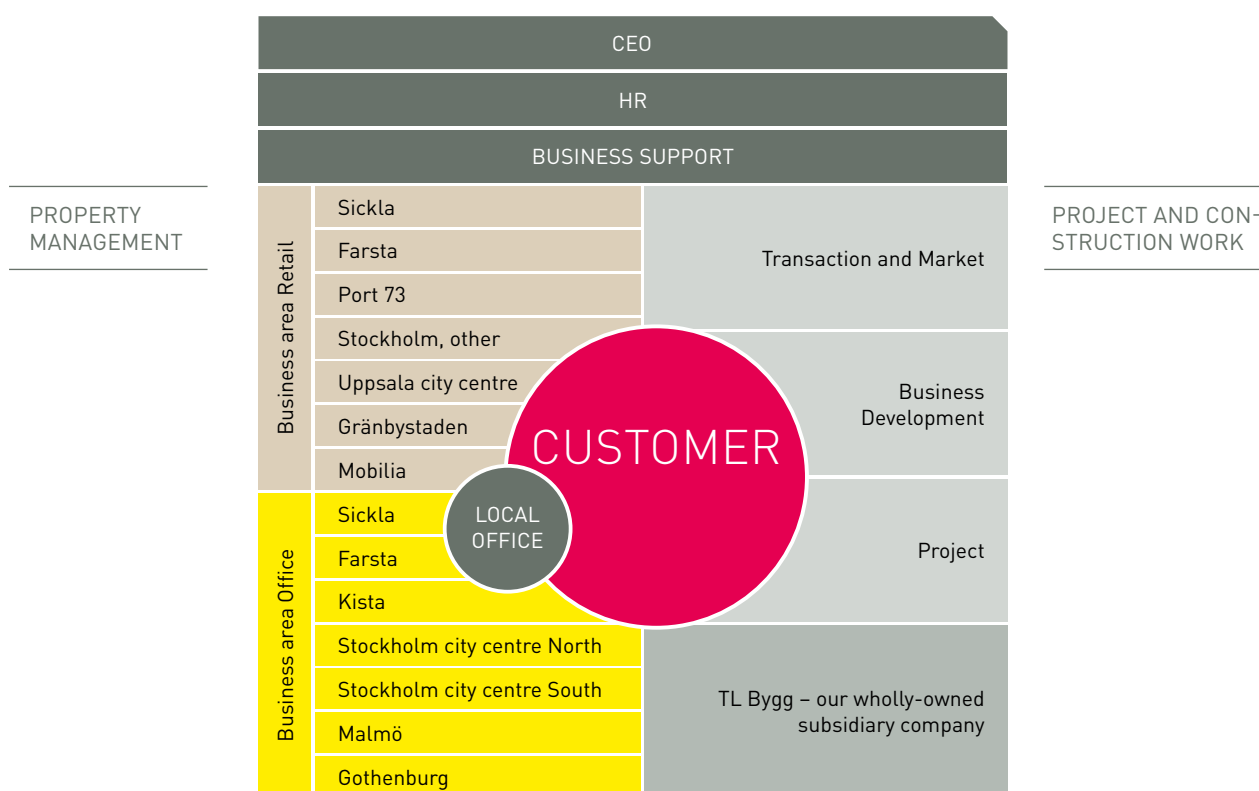 CEO
HR
BUSINESS SUPPORT
PROPERTY
MANAGEMENT
Business area Retail
Sickla
Farsta
Port 73
Stockholm, other
Uppsala city centre
Gränbystaden
Mobilia
Business area Office
Sickla
Farsta
Kista
Stockholm city centre North
Stockholm city centre South
Malmö
Gothenburg
LOCAL
OFFICE
CUSTOMER
Transaction and Market
Business
Development
Project
TL Bygg – our wholly-owned
subsidiary company
PROJECT AND CON-
STRUCTION WORK